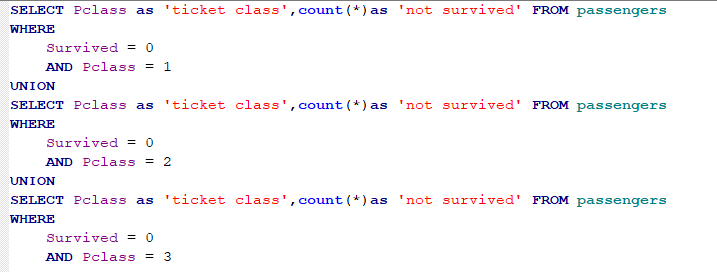 SELECT Pclass as 'ticket class',count(*)as 'not survived' FROM passengers
WHERE
    Survived = 0
    AND Pclass = 1
UNION
SELECT Pclass as 'ticket class',count(*)as 'not survived' FROM passengers
WHERE
    Survived = 0
    AND Pclass = 2
UNION
SELECT Pclass as 'ticket class',count(*)as 'not survived' FROM passengers
WHERE
    Survived = 0
    AND Pclass = 3